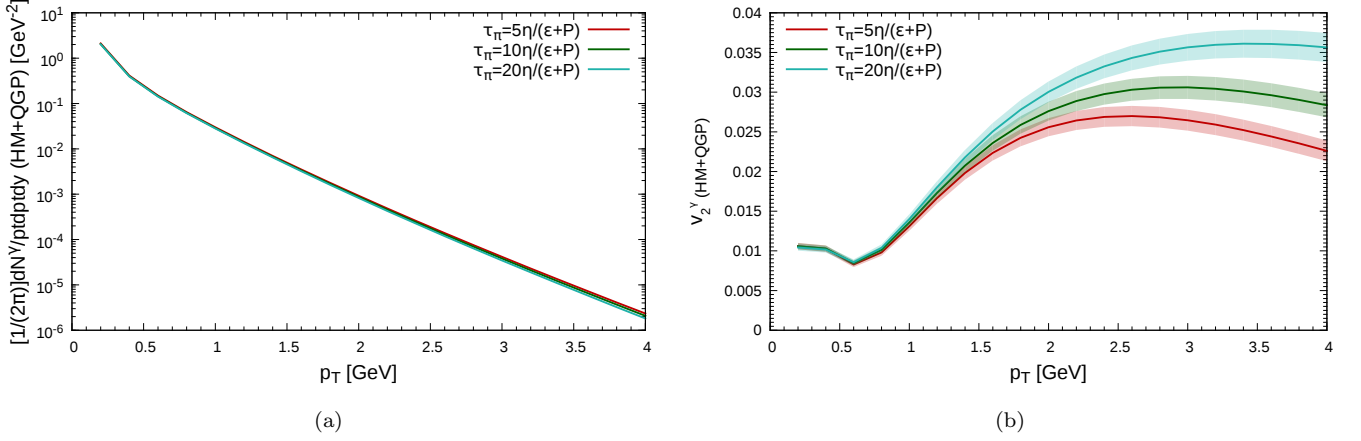 [1/(2π)]dNγ/ptdptdy (HM+QGP) [GeV-2]
10^1
10^0
10^-1
10^-2
10^-3
10^-4
10^-5
10^-6
τπ=5η/(ε+P)
τπ=10η/(ε+P)
τπ=20η/(ε+P)
0 0.5 1 1.5 2 2.5 3 3.5 4
pT [GeV]
(a)
v2γ (HM+QGP)
0.04
0.035
0.03
0.025
0.02
0.015
0.01
0.005
0
τπ=5η/(ε+P)
τπ=10η/(ε+P)
τπ=20η/(ε+P)
0 0.5 1 1.5 2 2.5 3 3.5 4
pT [GeV]
(b)